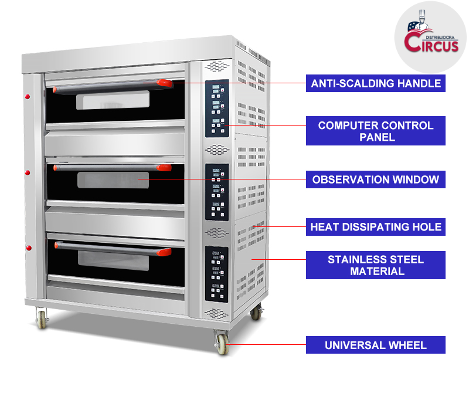 DISTRIBUIDORA
CIRCUS
ANTI-SCALDING HANDLE
COMPUTER CONTROL
PANEL
OBSERVATION WINDOW
HEAT DISSIPATING HOLE
STAINLESS STEEL
MATERIAL
UNIVERSAL WHEEL